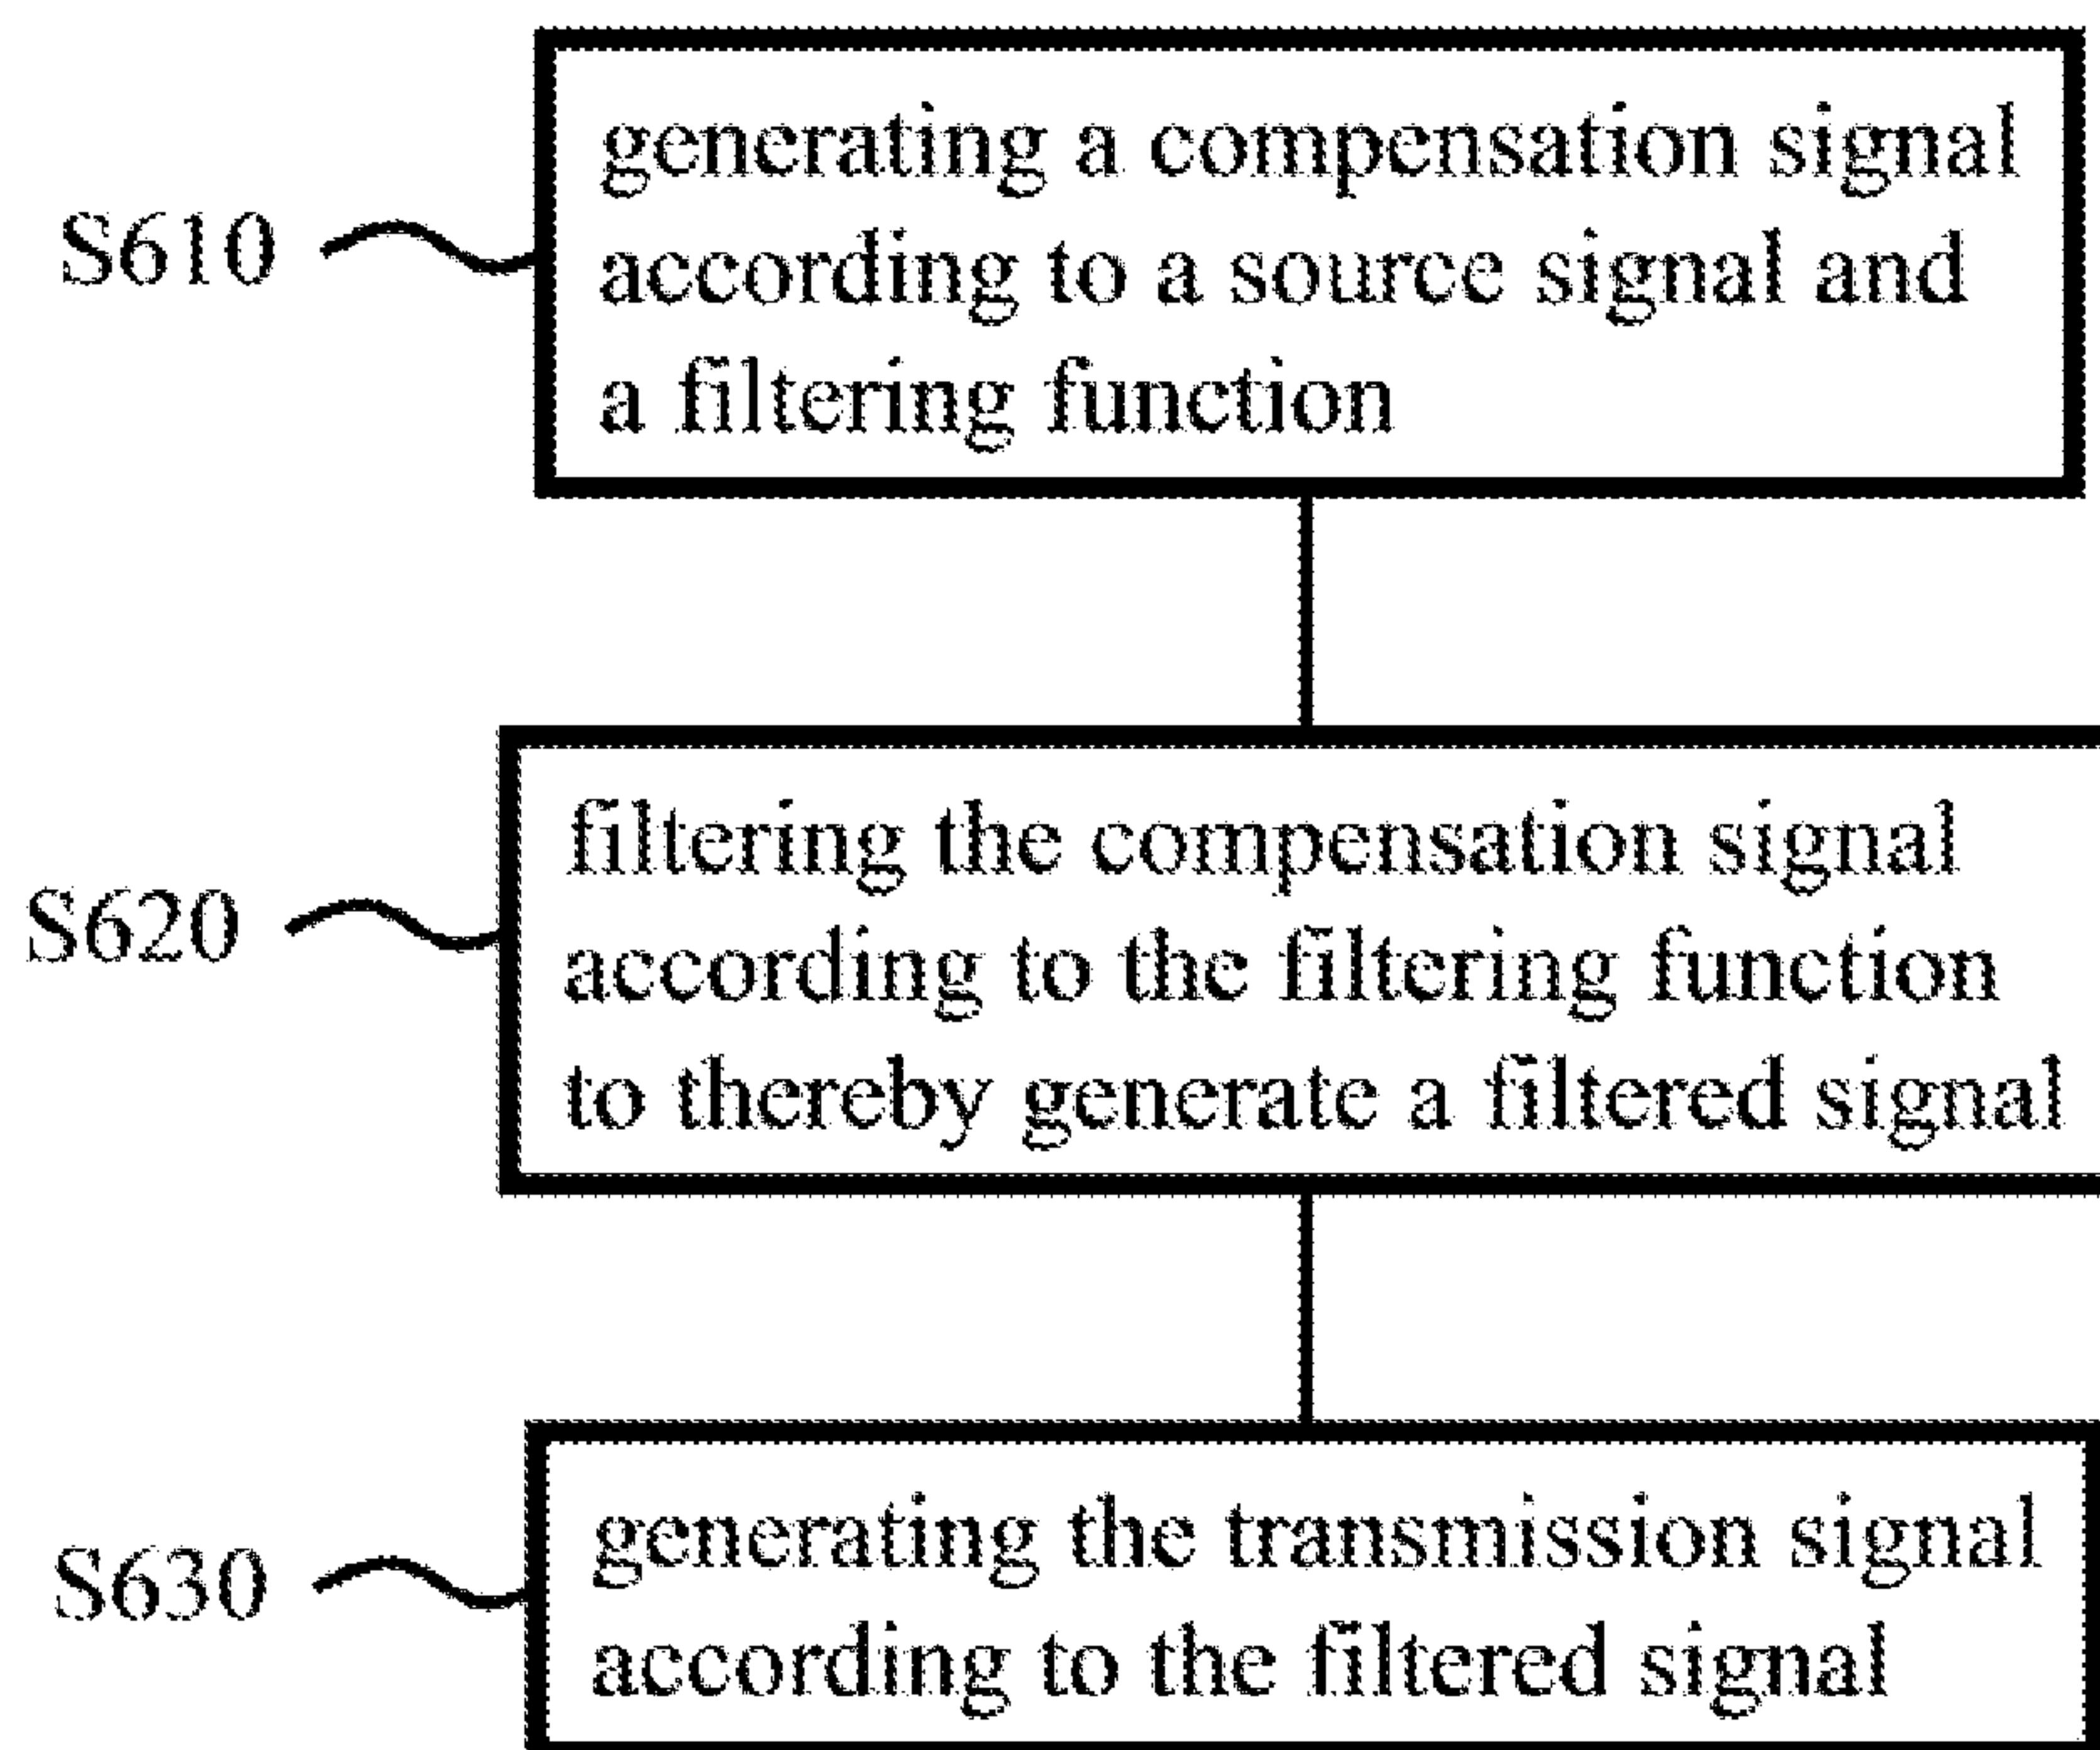 generating a compensation signal
S610
according to a source signal and
a filtering function
filtering the compensation signal
S620
according to the filtering function
to thereby generate a filtered signal
generating the transmission signal
S630
according to the filtered signal